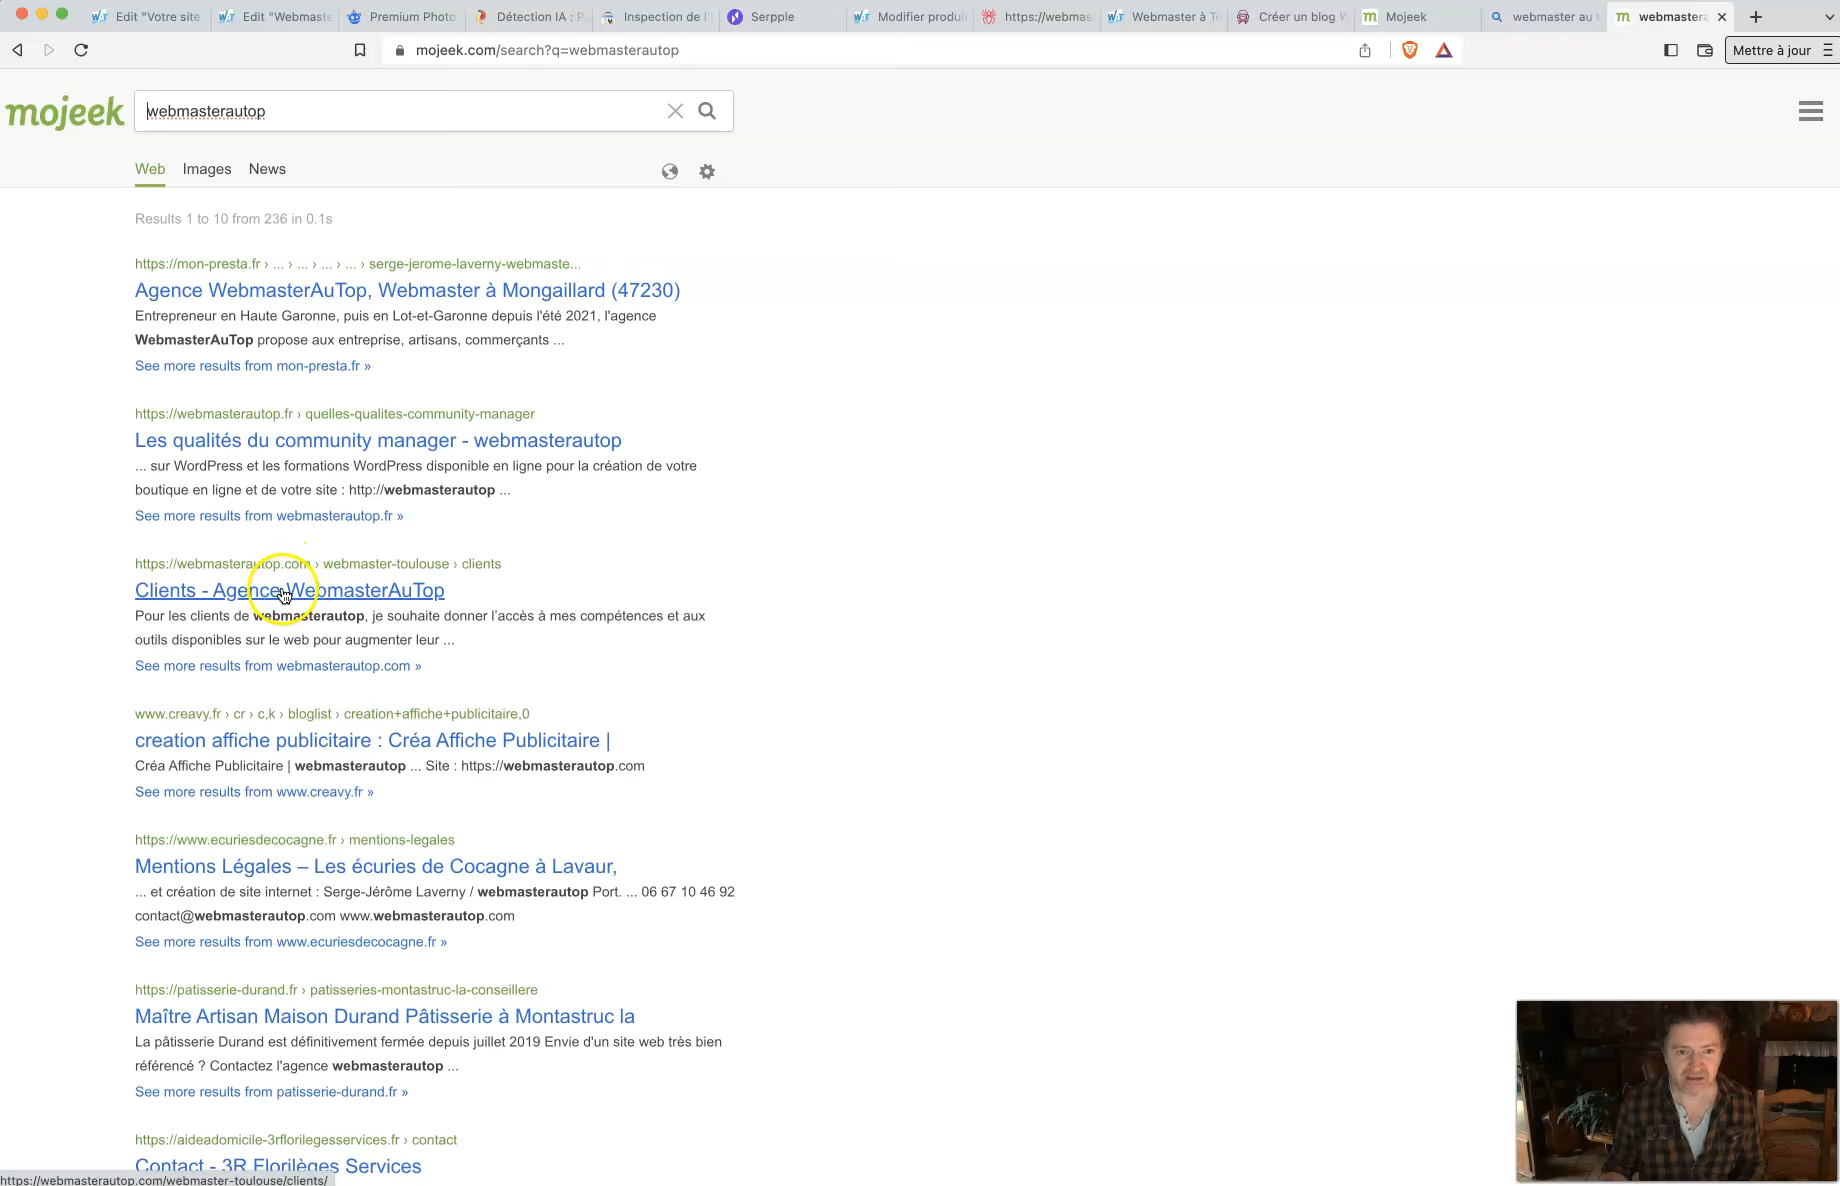 Edit "Votre site
Edit "Webmaste
Premium Photo
Détection IA : P
Inspection de l'
Serpple
Modifier produi
https://webmas
Webmaster à To
Créer un blog W
Mojeek
webmaster au
webmastera
mojeek.com/search?q=webmasterautop
Mettre à jour
mojeek
webmasterautop
Web Images News
Results 1 to 10 from 236 in 0.1s
https://mon-presta.fr › ... › ... › ... › ... › serge-jerome-laverny-webmaste...
Agence WebmasterAuTop, Webmaster à Mongaillard (47230)
Entrepreneur en Haute Garonne, puis en Lot-et-Garonne depuis l'été 2021, l'agence
WebmasterAuTop propose aux entreprise, artisans, commerçants ...
See more results from mon-presta.fr »
https://webmasterautop.fr › quelles-qualites-community-manager
Les qualités du community manager - webmasterautop
... sur WordPress et les formations WordPress disponible en ligne pour la création de votre
boutique en ligne et de votre site : http://webmasterautop ...
See more results from webmasterautop.fr »
https://webmasterautop.com › webmaster-toulouse › clients
Clients - Agence WebmasterAuTop
Pour les clients de webmasterautop, je souhaite donner l’accès à mes compétences et aux
outils disponibles sur le web pour augmenter leur ...
See more results from webmasterautop.com »
www.creavy.fr › cr › c,k › bloglist › creation+affiche+publicitaire,0
creation affiche publicitaire : Créa Affiche Publicitaire |
Créa Affiche Publicitaire | webmasterautop ... Site : https://webmasterautop.com
See more results from www.creavy.fr »
https://www.ecuriesdecocagne.fr › mentions-legales
Mentions Légales – Les écuries de Cocagne à Lavaur,
... et création de site internet : Serge-Jérôme Laverny / webmasterautop Port. ... 06 67 10 46 92
contact@webmasterautop.com www.webmasterautop.com
See more results from www.ecuriesdecocagne.fr »
https://patisserie-durand.fr › patisseries-montastruc-la-conseillere
Maître Artisan Maison Durand Pâtisserie à Montastruc la
La pâtisserie Durand est définitivement fermée depuis juillet 2019 Envie d'un site web très bien
référencé ? Contactez l'agence webmasterautop ...
See more results from patisserie-durand.fr »
https://aideadomicile-3rflorilegesservices.fr › contact
Contact - 3R Florilèges Services
https://webmasterautop.com/webmaster-toulouse/clients/